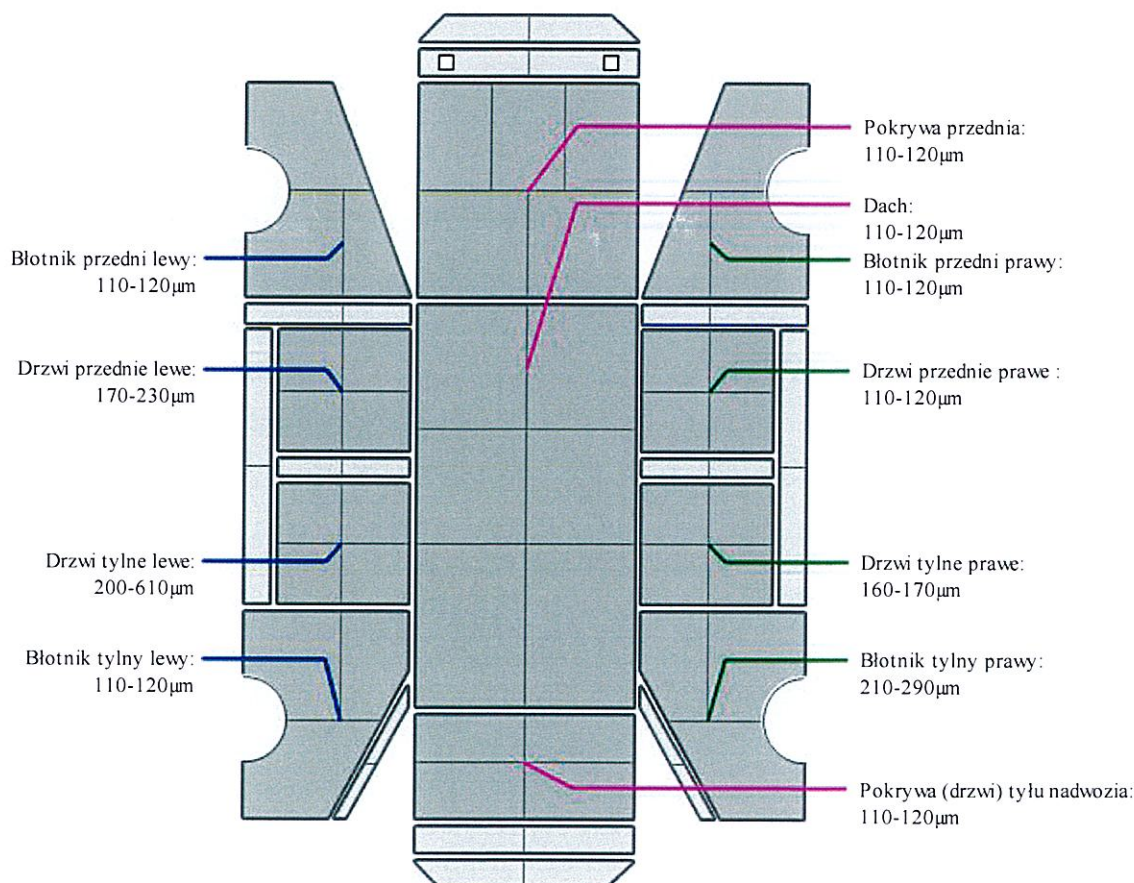 Pokrywa przednia:
110-120µm
Dach:
110-120µm
Błotnik przedni lewy:
110-120µm
Błotnik przedni prawy:
110-120µm
Drzwi przednie lewe:
170-230µm
Drzwi przednie prawe :
110-120µm
Drzwi tylne lewe:
200-610µm
Drzwi tylne prawe:
160-170µm
Błotnik tylny lewy:
110-120µm
Błotnik tylny prawy:
210-290µm
Pokrywa (drzwi) tyłu nadwozia:
110-120µm